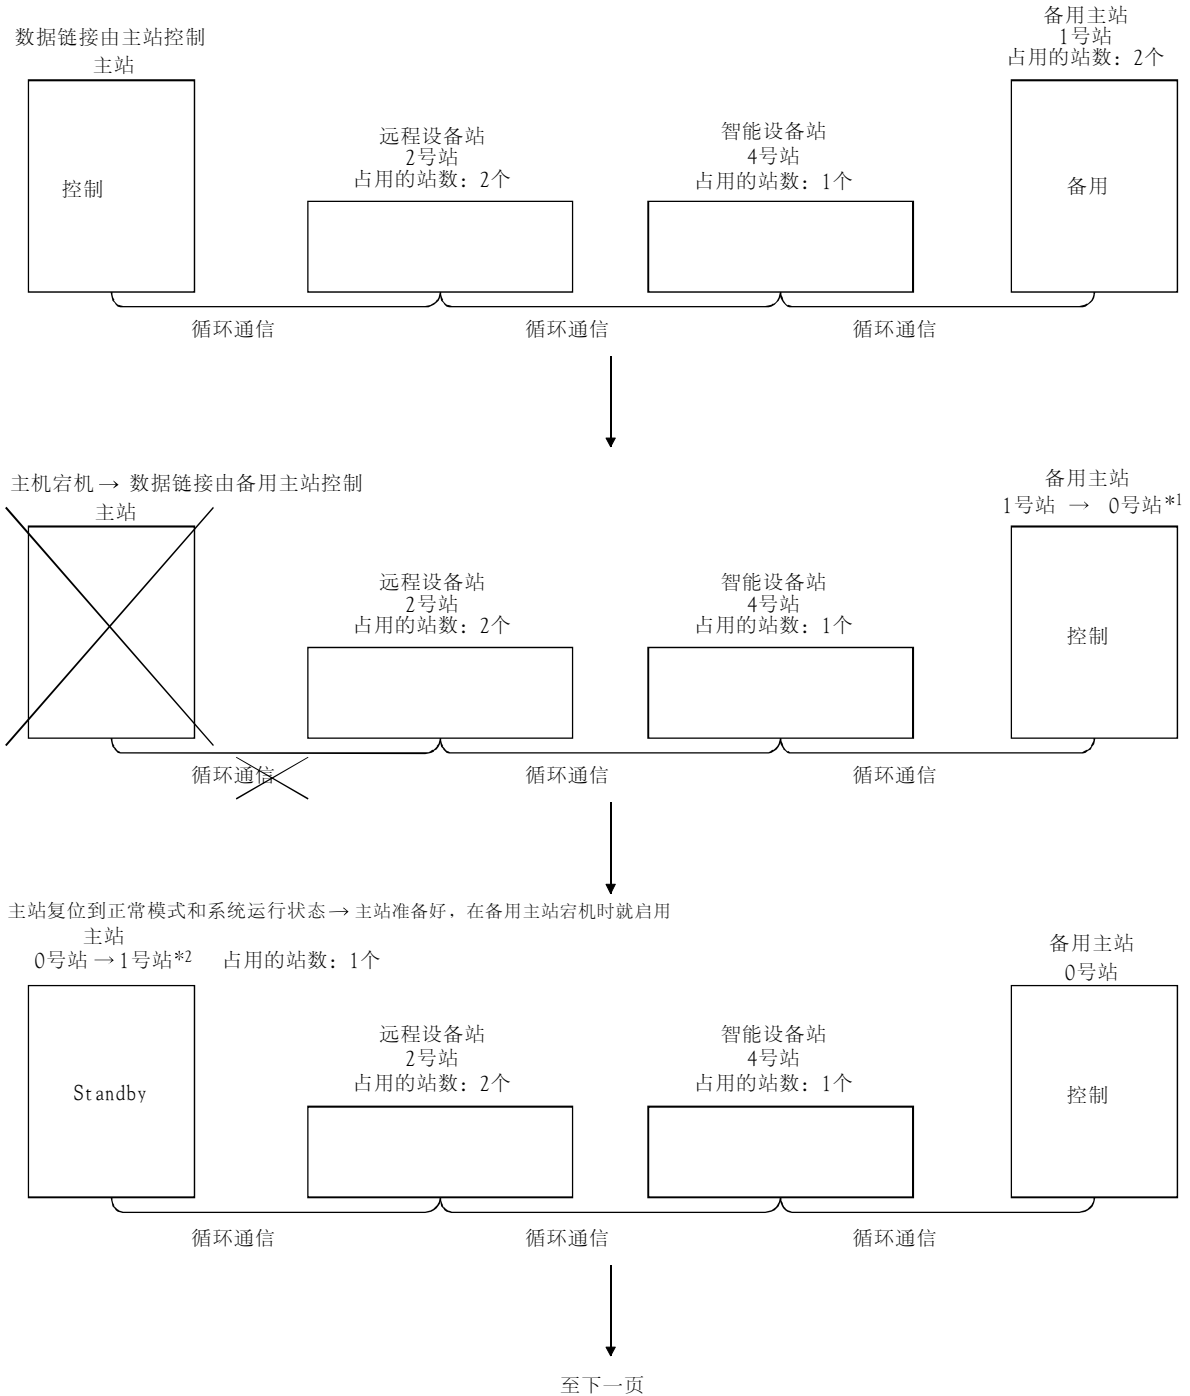 备用主站
1号站
占用的站数：2个
数据链接由主站控制
主站
远程设备站
2号站
占用的站数：2个
智能设备站
4号站
占用的站数：1个
控制
备用
循环通信
循环通信
循环通信
主机宕机→ 数据链接由备用主站控制
主站
备用主站
1号站 → 0号站*1
远程设备站
2号站
占用的站数：2个
智能设备站
4号站
占用的站数：1个
控制
循环通信
循环通信
循环通信
主站复位到正常模式和系统运行状态→主站准备好，在备用主站宕机时就启用
主站
0号站→1号站*2 占用的站数：1个
备用主站
0号站
远程设备站
2号站
占用的站数：2个
智能设备站
4号站
占用的站数：1个
Standby
控制
循环通信
循环通信
循环通信
至下一页